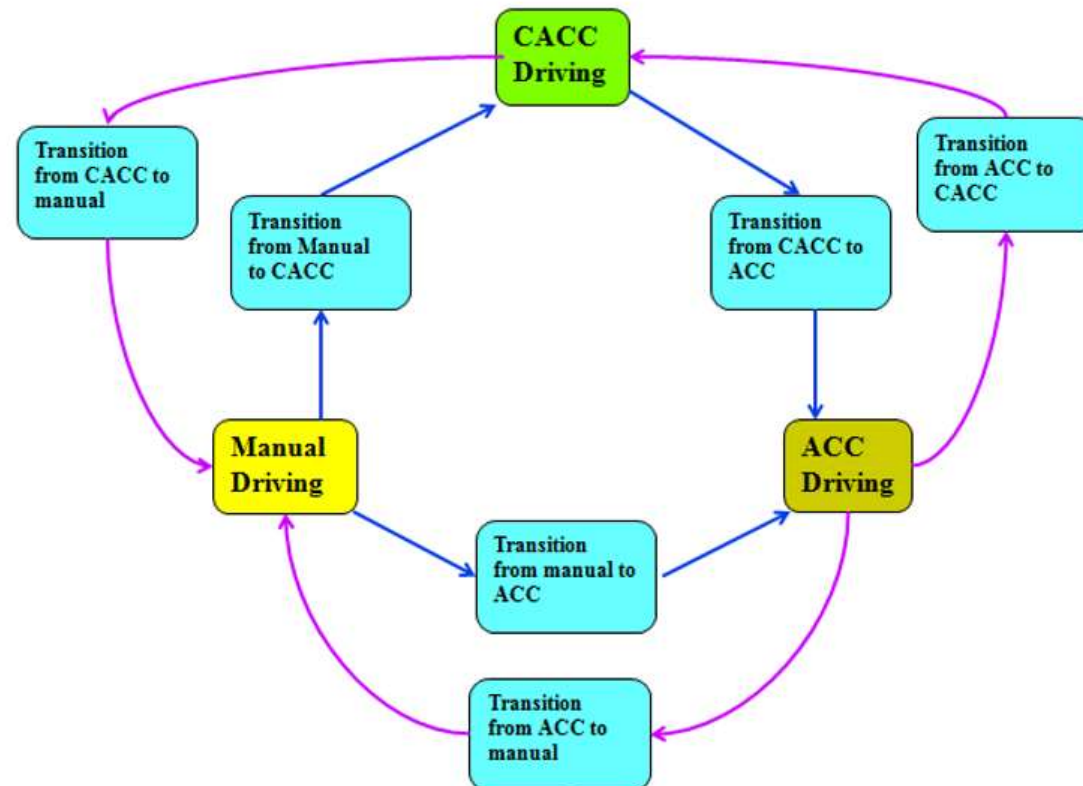 CACC
Driving
Transition
from CACC to
manual
Transition
from ACC to
CACC
Transition
from Manual
to CACC
Transition
from CACC to
ACC
Manual
Driving
ACC
Driving
Transition
from manual to
ACC
Transition
from ACC to
manual